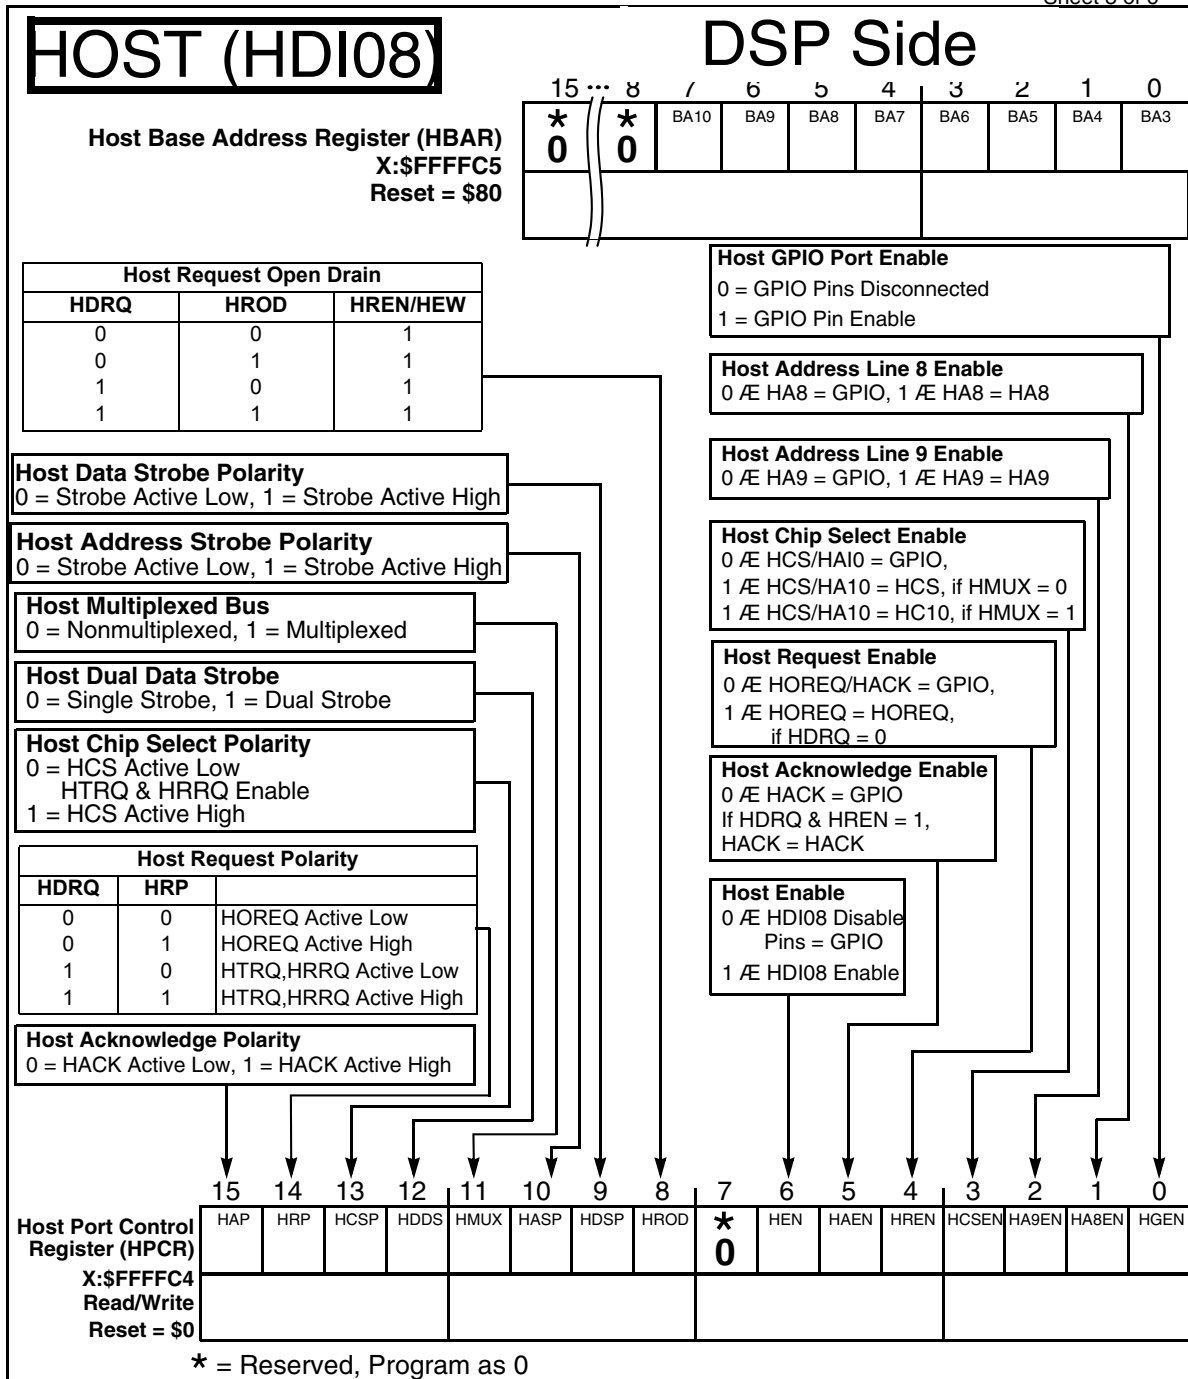 Sheet 3 of 6
HOST (HDI08)
DSP Side
15 ••• 8 7 6 5 4 3 2 1 0
* * BA10 BA9 BA8 BA7 BA6 BA5 BA4 BA3
0 0
Host Base Address Register (HBAR)
X:$FFFFC5
Reset = $80
Host Request Open Drain
HDRQ HROD HREN/HEW
0 0 1
0 1 1
1 0 1
1 1 1
Host Data Strobe Polarity
0 = Strobe Active Low, 1 = Strobe Active High
Host Address Strobe Polarity
0 = Strobe Active Low, 1 = Strobe Active High
Host Multiplexed Bus
0 = Nonmultiplexed, 1 = Multiplexed
Host Dual Data Strobe
0 = Single Strobe, 1 = Dual Strobe
Host Chip Select Polarity
0 = HCS Active Low
HTRQ & HRRQ Enable
1 = HCS Active High
Host Request Polarity
HDRQ HRP
0 0 HOREQ Active Low
0 1 HOREQ Active High
1 0 HTRQ,HRRQ Active Low
1 1 HTRQ,HRRQ Active High
Host Acknowledge Polarity
0 = HACK Active Low, 1 = HACK Active High
Host GPIO Port Enable
0 = GPIO Pins Disconnected
1 = GPIO Pin Enable
Host Address Line 8 Enable
0 Æ HA8 = GPIO, 1 Æ HA8 = HA8
Host Address Line 9 Enable
0 Æ HA9 = GPIO, 1 Æ HA9 = HA9
Host Chip Select Enable
0 Æ HCS/HAI0 = GPIO,
1 Æ HCS/HA10 = HCS, if HMUX = 0
1 Æ HCS/HA10 = HC10, if HMUX = 1
Host Request Enable
0 Æ HOREQ/HACK = GPIO,
1 Æ HOREQ = HOREQ,
if HDRQ = 0
Host Acknowledge Enable
0 Æ HACK = GPIO
If HDRQ & HREN = 1,
HACK = HACK
Host Enable
0 Æ HDI08 Disable
Pins = GPIO
1 Æ HDI08 Enable
15 14 13 12 11 10 9 8 7 6 5 4 3 2 1 0
HAP HRP HCSP HDDS HMUX HASP HDSP HROD * HEN HAEN HREN HCSEN HA9EN HA8EN HGEN
0
Host Port Control
Register (HPCR)
X:$FFFFC4
Read/Write
Reset = $0
* = Reserved, Program as 0